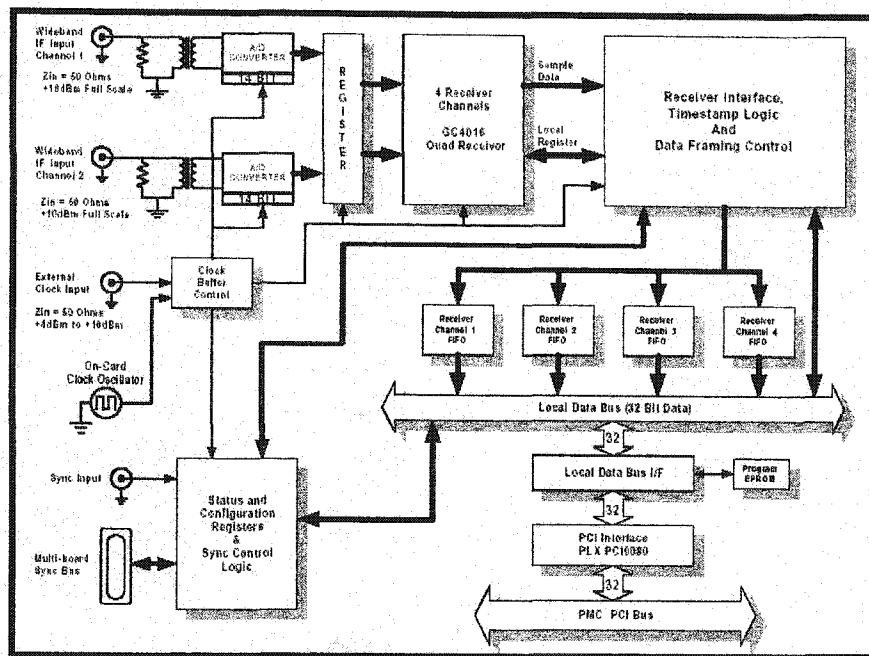 Wideband
IF Input
Channel 1
Zin = 50 Ohms
+10dBm Full Scale
A/D
CONVERTER
14 BIT
REGISTER
4 Receiver
Channels
GC4016
Quad Receiver
Sample
Data
Local
Register
Receiver Interface,
Timestamp Logic
And
Data Framing Control
Wideband
IF Input
Channel 2
Zin = 50 Ohms
+10dBm Full Scale
A/D
CONVERTER
14 BIT
External
Clock Input
Zin = 50 Ohms
+4dBm to +10dBm
Clock
Buffer
Control
On-Card
Clock Oscillator
Receiver
Channel 1
FIFO
Receiver
Channel 2
FIFO
Receiver
Channel 3
FIFO
Receiver
Channel 4
FIFO
Local Data Bus (32 Bit Data)
32
Local Data Bus I/F
Program
EPROM
32
PCI Interface
PLX PCI9080
32
PMC PCI Bus
Sync Input
Status and
Configuration
Registers
&
Sync Control
Logic
Multi-board
Sync Bus